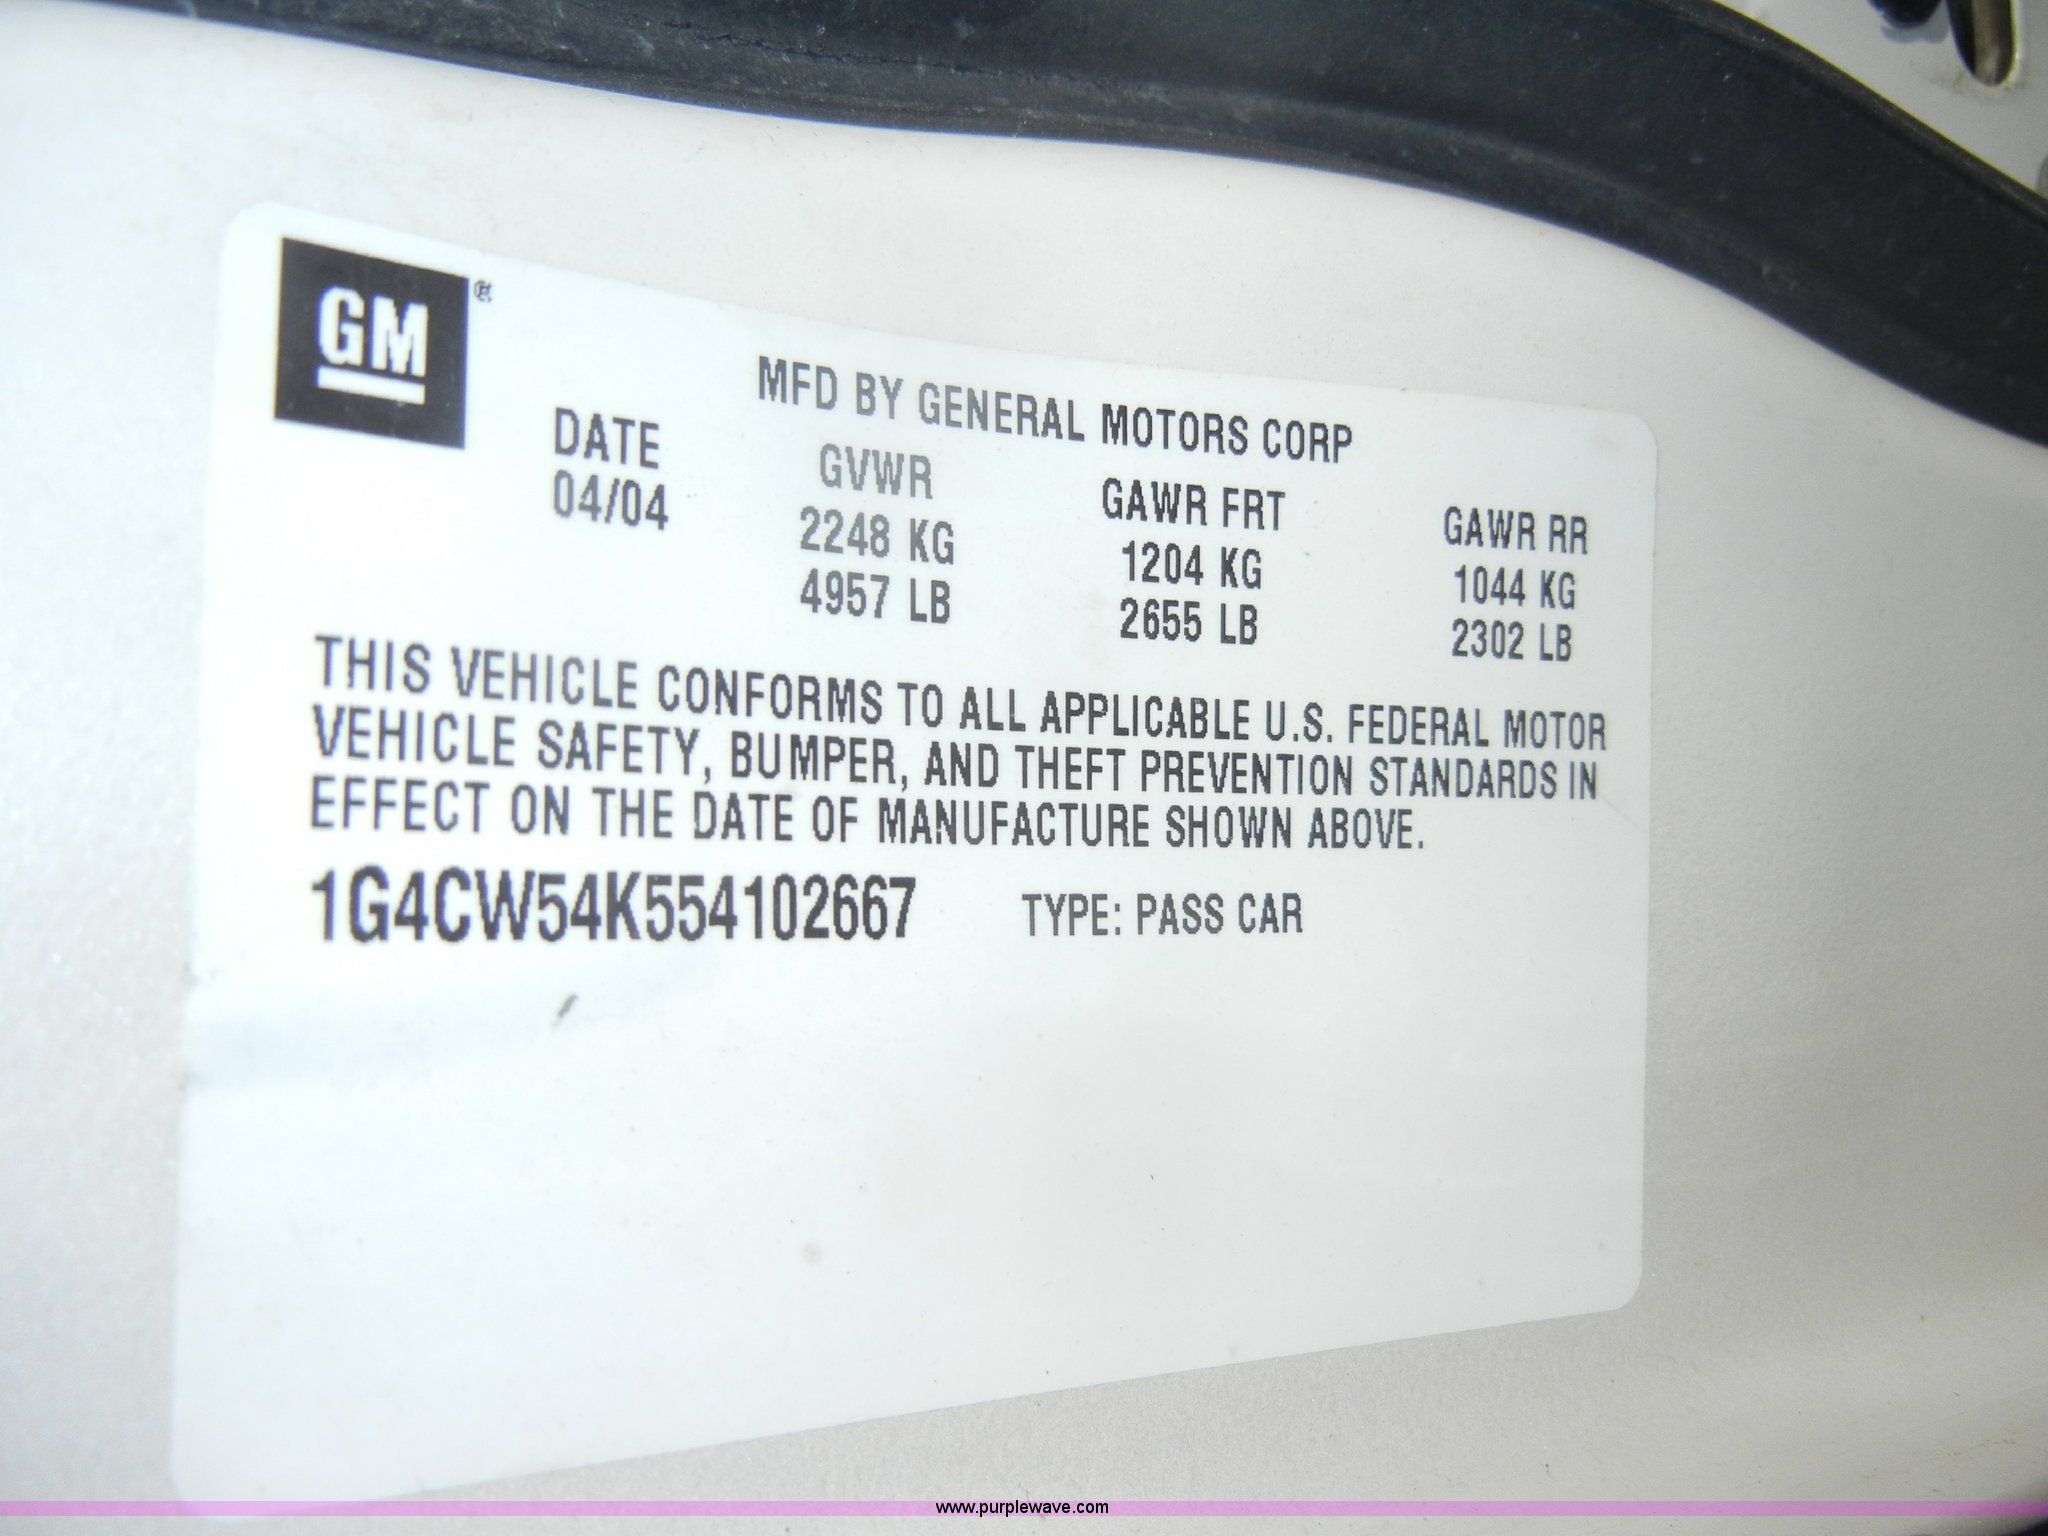 GM ®
MFD BY GENERAL MOTORS CORP
DATE GVWR GAWR FRT GAWR RR
04/04 2248 KG 1204 KG 1044 KG
4957 LB 2655 LB 2302 LB
THIS VEHICLE CONFORMS TO ALL APPLICABLE U.S. FEDERAL MOTOR
VEHICLE SAFETY, BUMPER, AND THEFT PREVENTION STANDARDS IN
EFFECT ON THE DATE OF MANUFACTURE SHOWN ABOVE.
1G4CW54K554102667 TYPE: PASS CAR
www.purplewave.com